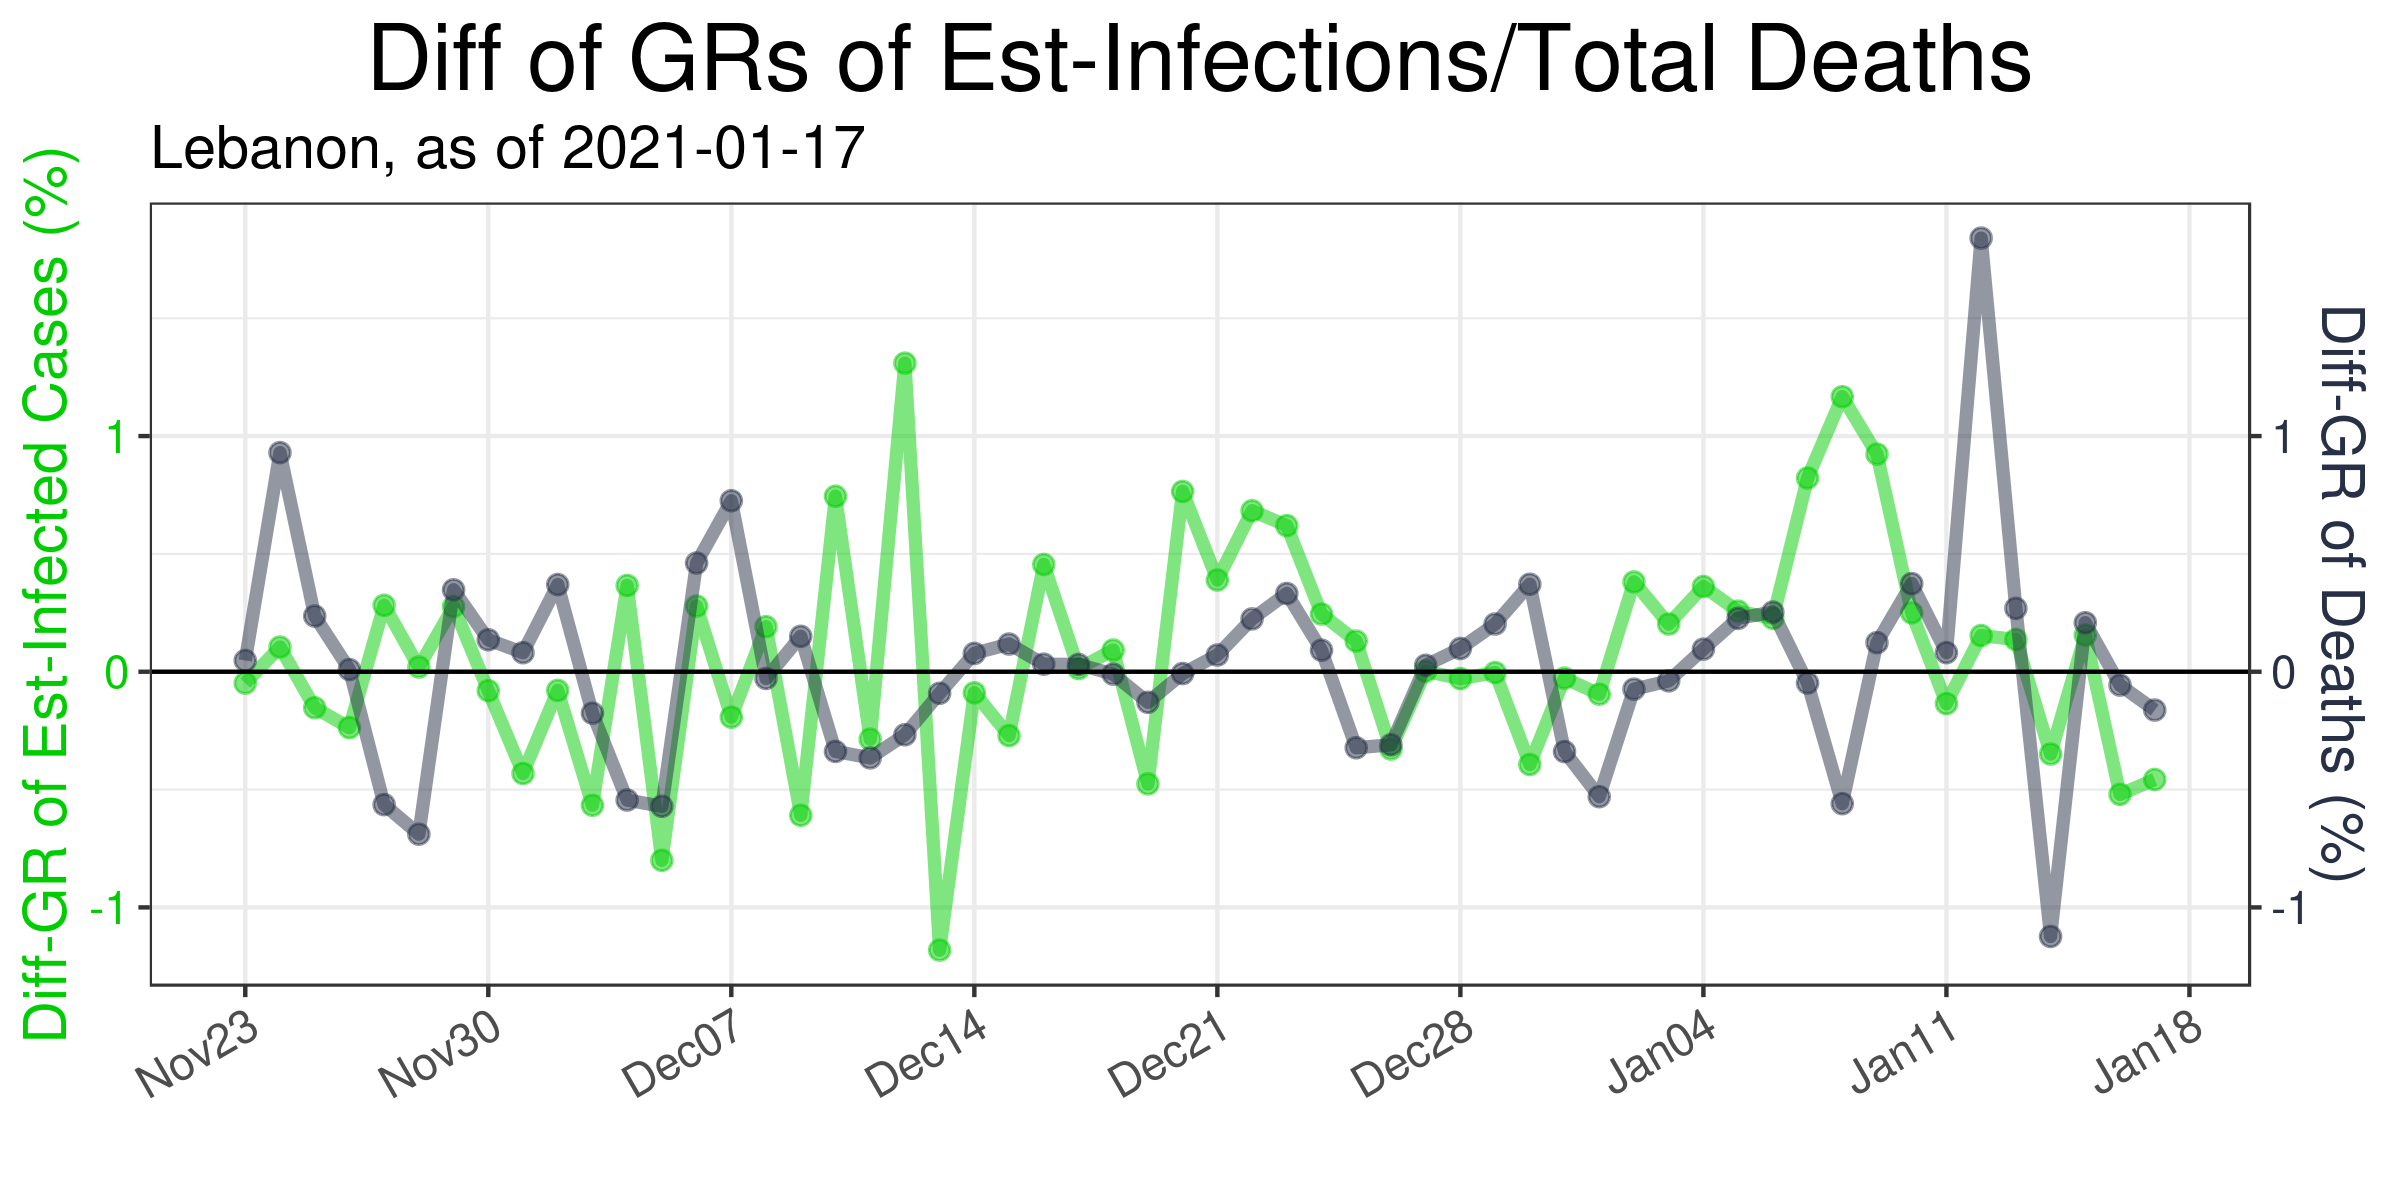 Diff of GRs of Est-Infections/Total Deaths
Lebanon, as of 2021-01-17
Diff-GR of Est-Infected Cases (%)
1
0
-1
1
0
-1
Diff-GR of Deaths (%)
Nov23
Nov30
Dec07
Dec14
Dec21
Dec28
Jan04
Jan11
Jan18